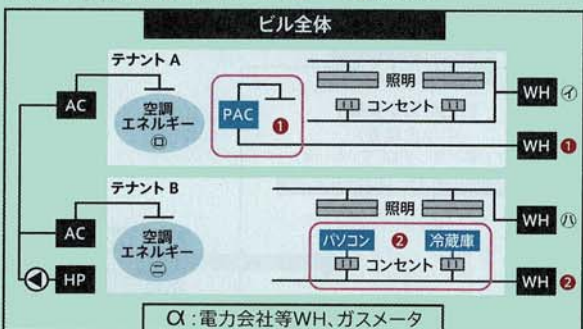 ビル全体
テナント A
AC
空調
エネルギー
㋺
PAC
❶
照明
コンセント
WH ㋑
WH ❶
テナント B
AC
空調
エネルギー
㋥
HP
照明
パソコン ❷ 冷蔵庫
コンセント
WH ㋩
WH ❷
α:電力会社等WH、ガスメータ